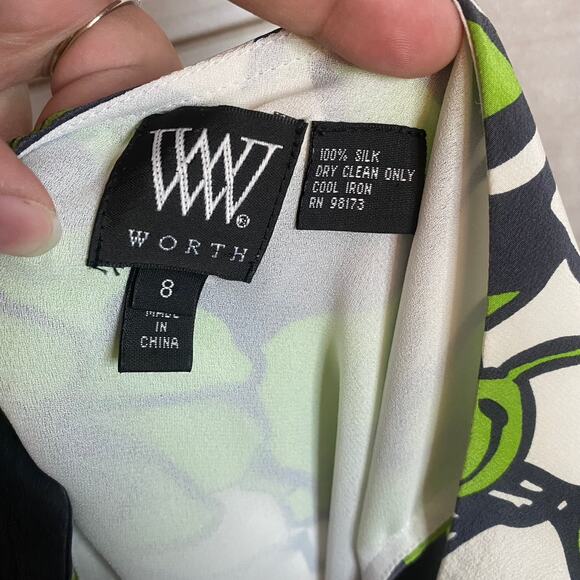 W
®
WORTH
100% SILK
DRY CLEAN ONLY
COOL IRON
RN 98173
8
MADE
IN
CHINA